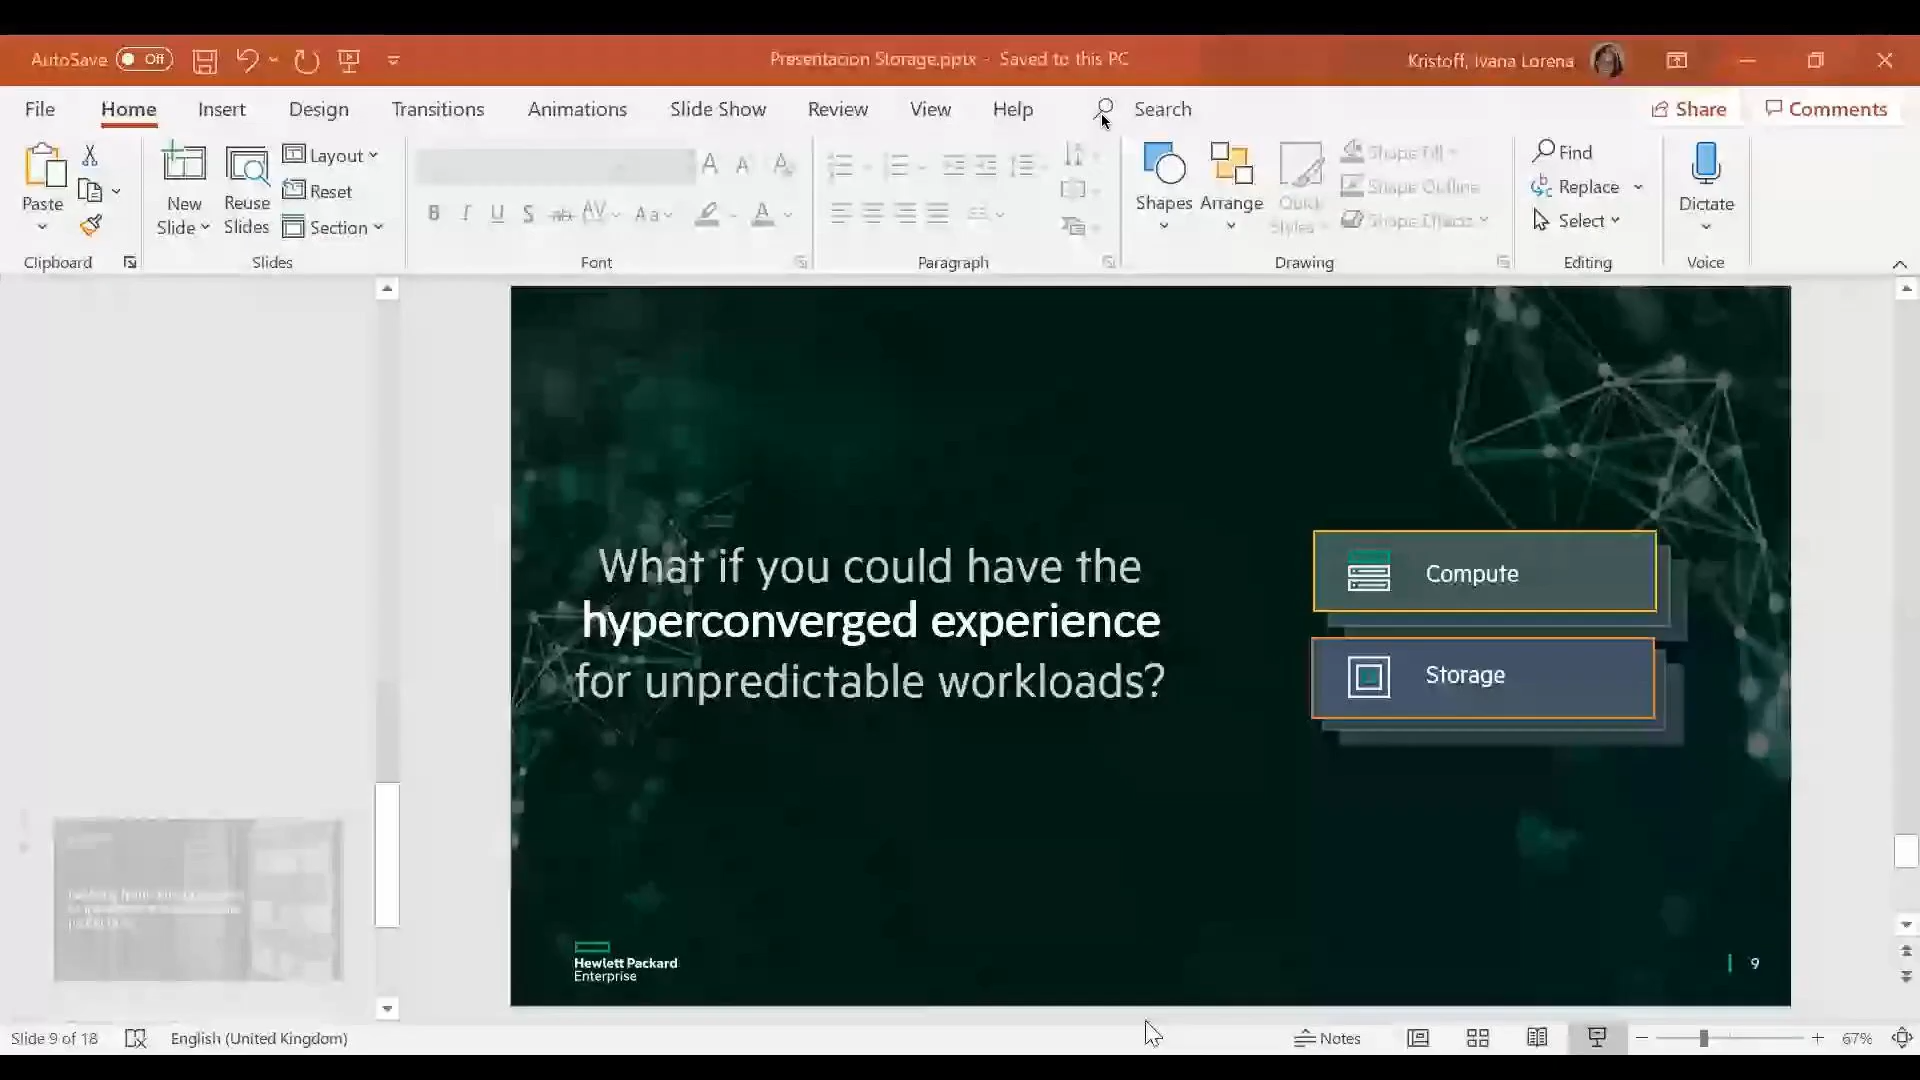 AutoSave Off
Presentacion Storage.pptx - Saved to this PC
Kristoff, Ivana Lorena
File Home Insert Design Transitions Animations Slide Show Review View Help Search Share Comments
Paste
New Slide
Reuse Slides
Layout
Reset
Section
Shapes
Arrange
Quick Styles
Shape Fill
Shape Outline
Shape Effects
Find
Replace
Select
Dictate
Clipboard Slides Font Paragraph Drawing Editing Voice
What if you could have the
hyperconverged experience
for unpredictable workloads?
Compute
Storage
Hewlett Packard
Enterprise
9
Slide 9 of 18 English (United Kingdom) Notes 67%